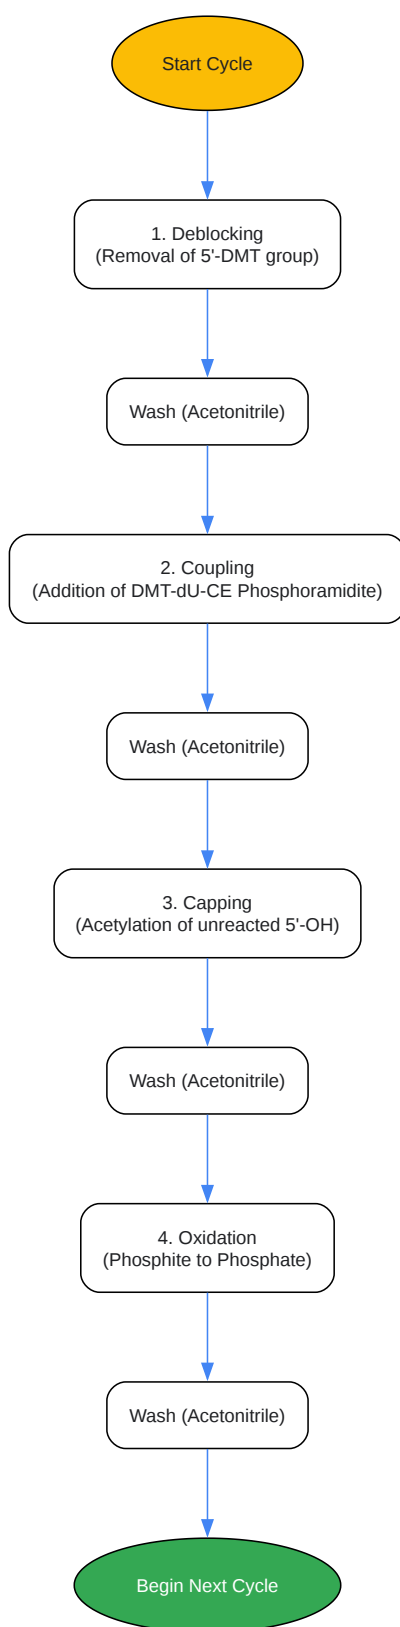 Start Cycle
1. Deblocking
(Removal of 5'-DMT group)
Wash (Acetonitrile)
2. Coupling
(Addition of DMT-dU-CE Phosphoramidite)
Wash (Acetonitrile)
3. Capping
(Acetylation of unreacted 5'-OH)
Wash (Acetonitrile)
4. Oxidation
(Phosphite to Phosphate)
Wash (Acetonitrile)
Begin Next Cycle